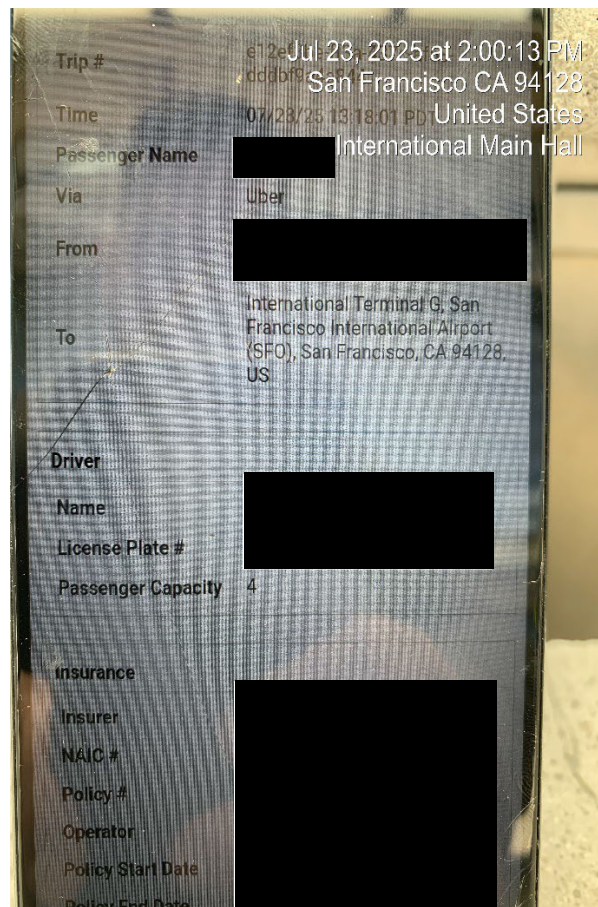 Jul 23, 2025 at 2:00:13 PM
San Francisco CA 94128
United States
International Main Hall
Trip #
Time 07/23/25 13:18:01 PDT
Passenger Name
Via Uber
From
To International Terminal G, San
Francisco International Airport
(SFO), San Francisco, CA 94128,
US
Driver
Name
License Plate #
Passenger Capacity 4
Insurance
Insurer
NAIC #
Policy #
Operator
Policy Start Date
Policy End Date